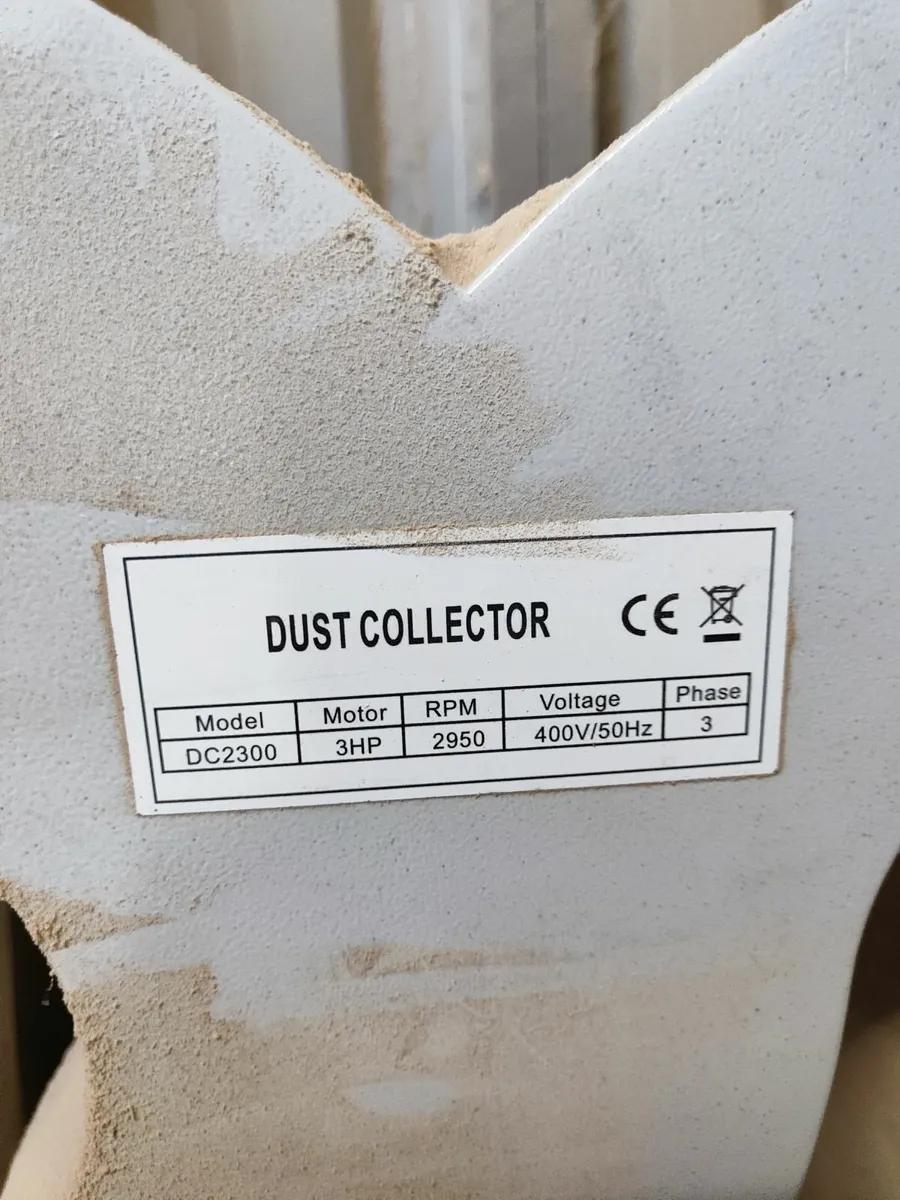 DUST COLLECTOR CE
Model Motor RPM Voltage Phase
DC2300 3HP 2950 400V/50Hz 3